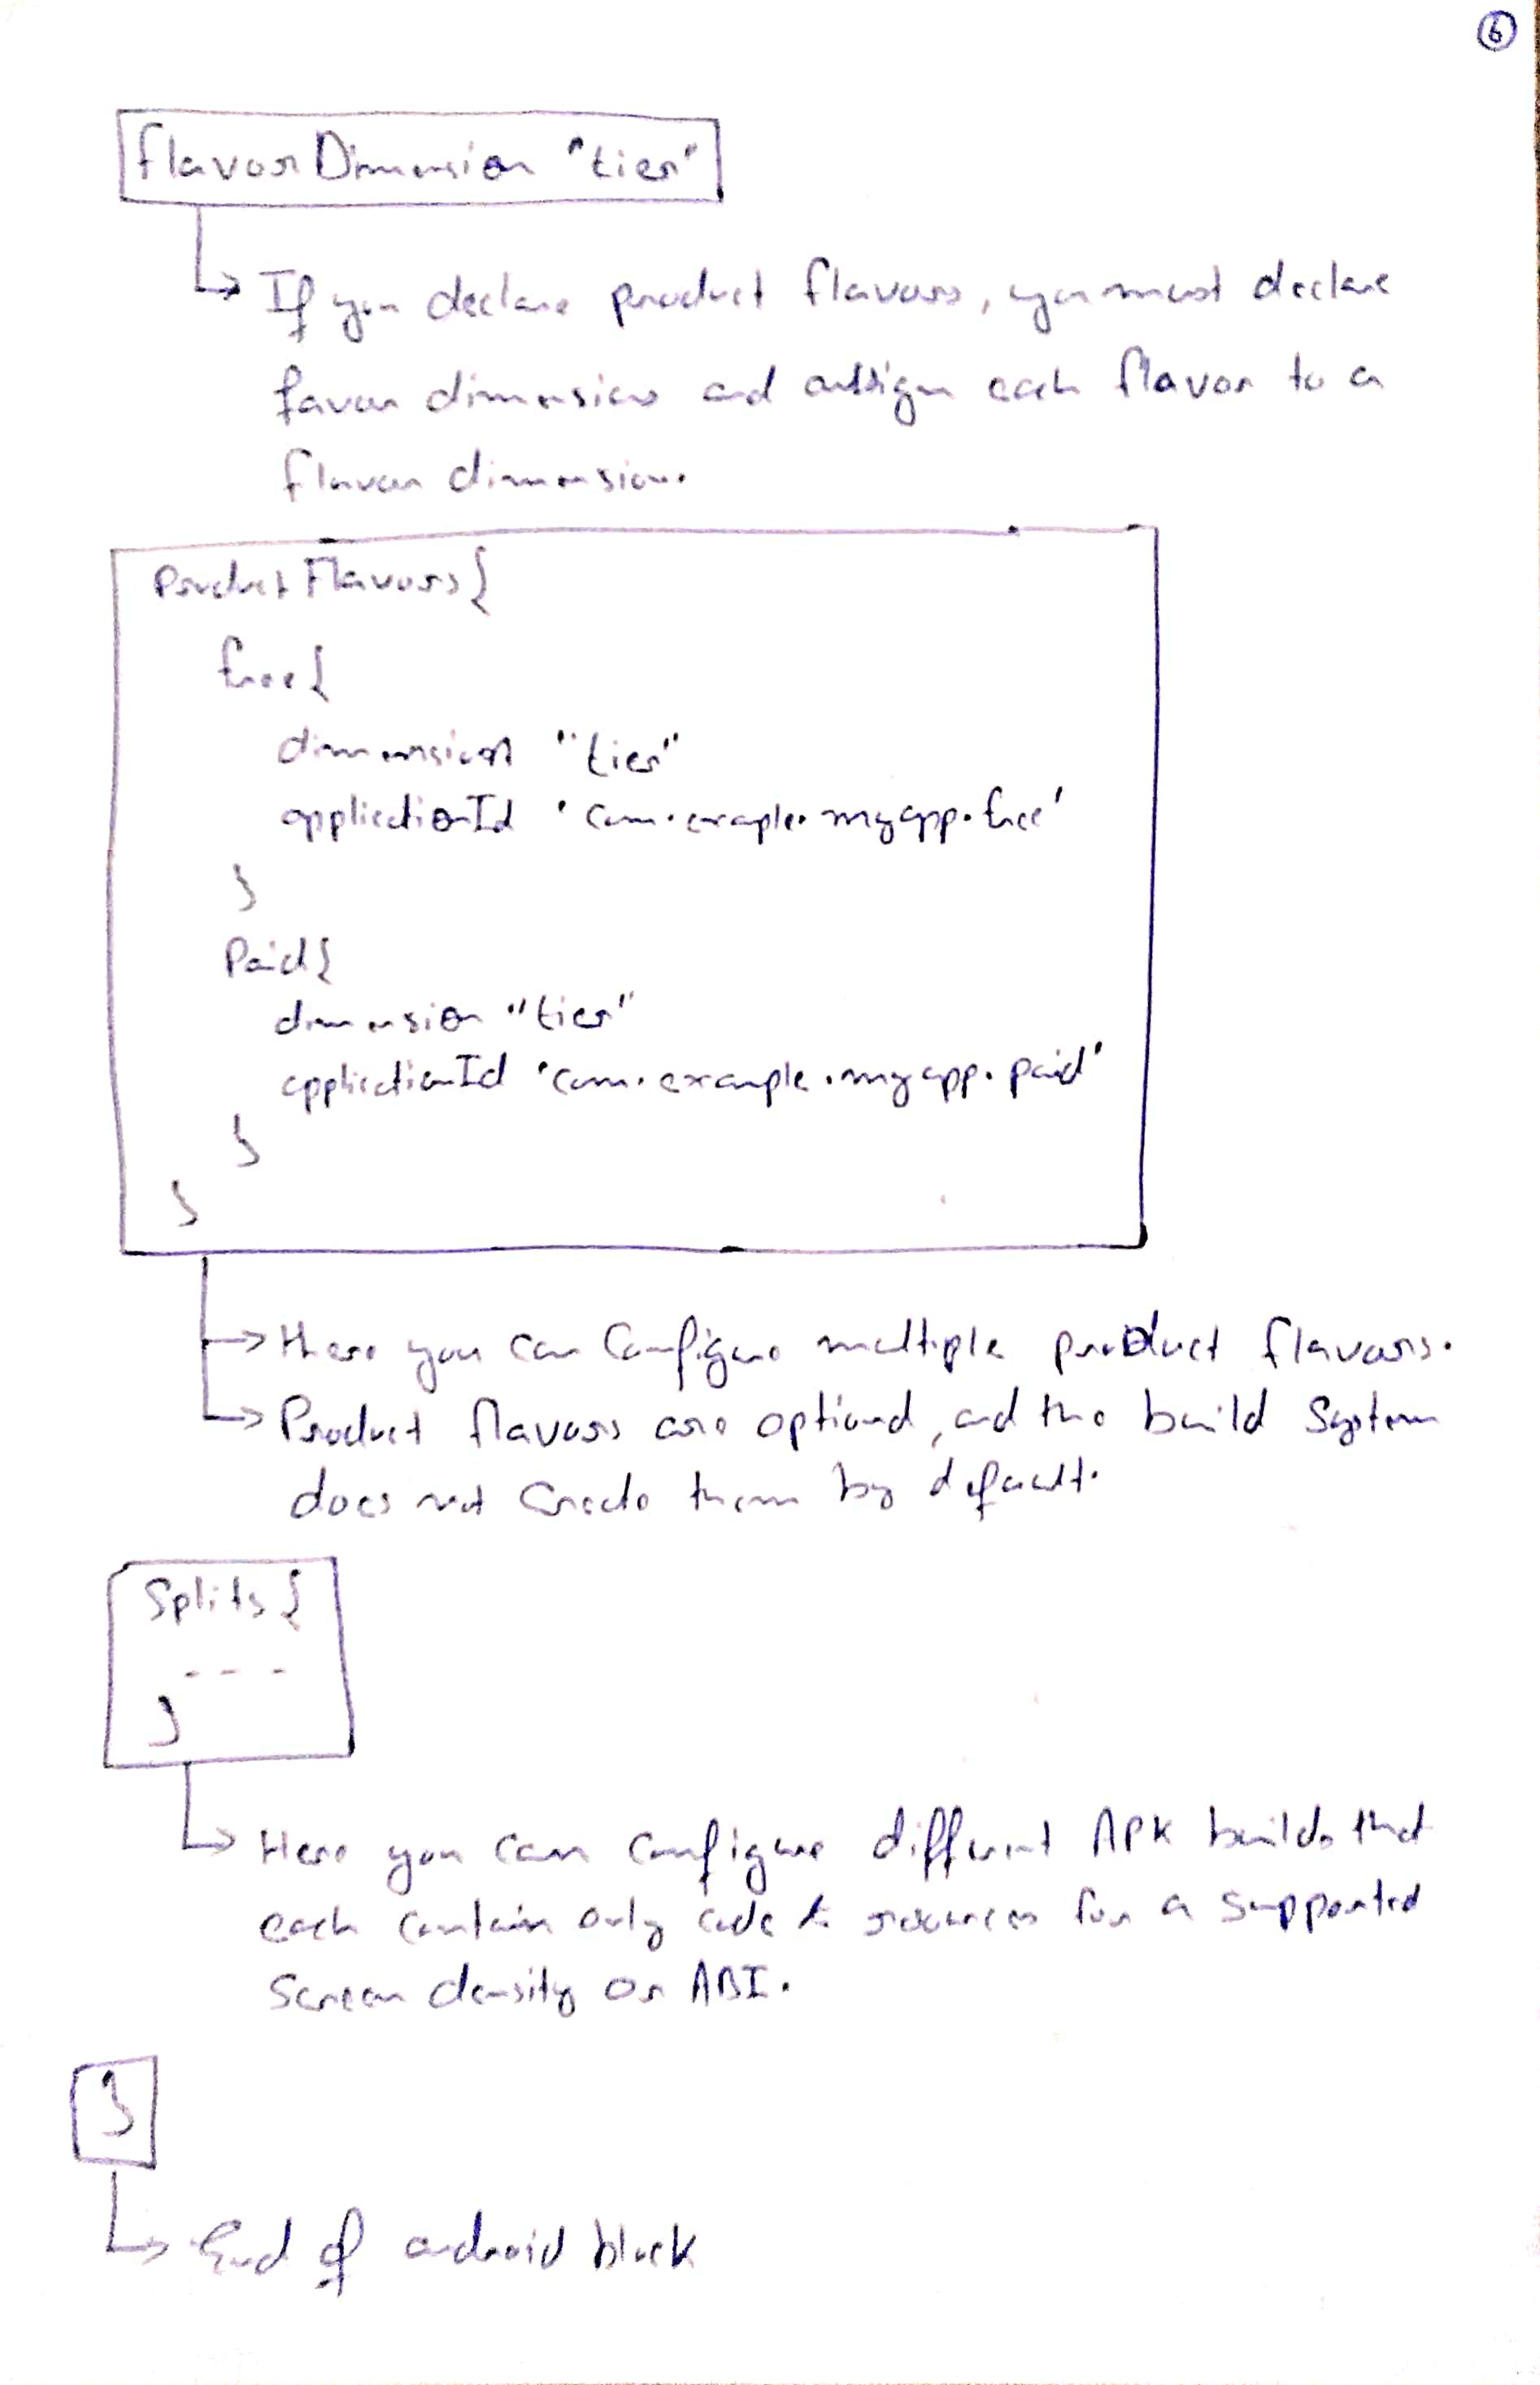 6
flavorDimension "tier"
If you declare product flavors, you must declare
favor dimensions and assign each flavor to a
flavor dimension.
ProductFlavors{
free{
dimension "tier"
applicationId 'com.example.myapp.free'
}
Paid{
dimension "tier"
applicationId 'com.example.myapp.paid'
}
}
Here you can Configure multiple product flavors.
Product flavors are optional, and the build System
does not Create them by default.
Splits{
----
}
Here you can Configure different APK builds that
each contain only code & resources for a supported
Screen density or ABI.
}
End of android block